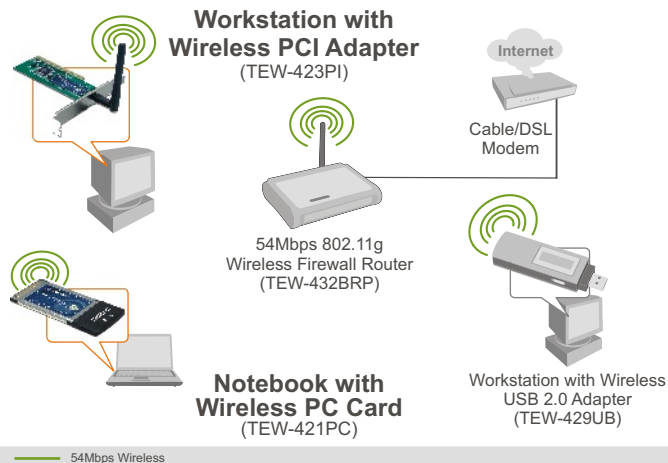 Workstation with
Wireless PCI Adapter
(TEW-423PI)
Internet
Cable/DSL
Modem
54Mbps 802.11g
Wireless Firewall Router
(TEW-432BRP)
Notebook with
Wireless PC Card
(TEW-421PC)
Workstation with Wireless
USB 2.0 Adapter
(TEW-429UB)
54Mbps Wireless